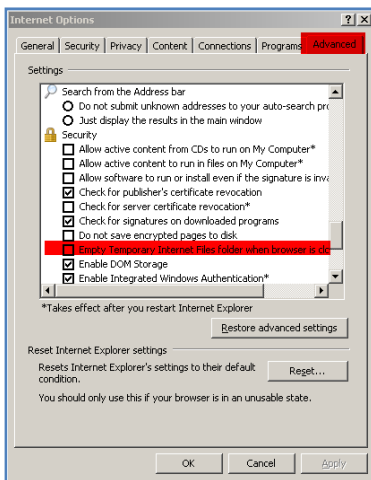 Internet Options
General Security Privacy Content Connections Programs Advanced
Settings
Search from the Address bar
Do not submit unknown addresses to your auto-search pro
Just display the results in the main window
Security
Allow active content from CDs to run on My Computer*
Allow active content to run in files on My Computer*
Allow software to run or install even if the signature is inva
Check for publisher's certificate revocation
Check for server certificate revocation*
Check for signatures on downloaded programs
Do not save encrypted pages to disk
Empty Temporary Internet Files folder when browser is clo
Enable DOM Storage
Enable Integrated Windows Authentication*
*Takes effect after you restart Internet Explorer
Restore advanced settings
Reset Internet Explorer settings
Resets Internet Explorer's settings to their default
condition.
Reset...
You should only use this if your browser is in an unusable state.
OK Cancel Apply